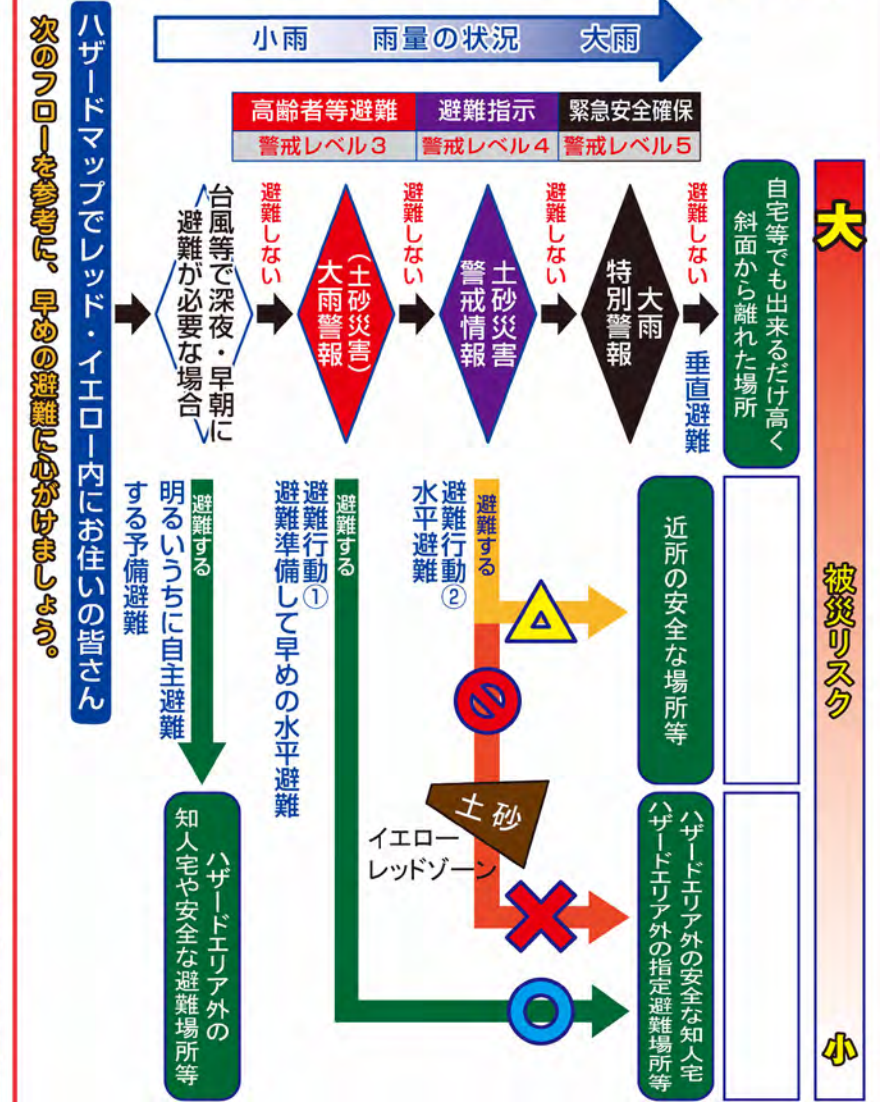 次のフローを参考に、早めの避難に心がけましょう。
ハザードマップでレッド・イエロー内にお住いの皆さん
小雨　雨量の状況　大雨
高齢者等避難
警戒レベル3
避難指示
警戒レベル4
緊急安全確保
警戒レベル5
台風等で深夜・早朝に
避難が必要な場合
避難しない
大雨警報
(土砂災害)
避難しない
土砂災害
警戒情報
避難しない
大雨
特別警報
避難しない
垂直避難
自宅等でも出来るだけ高く
斜面から離れた場所
避難する
明るいうちに自主避難
する予備避難
ハザードエリア外の
知人宅や安全な避難場所等
避難する
避難行動①
避難準備して早めの水平避難
避難する
避難行動②
水平避難
近所の安全な場所等
土砂
イエロー
レッドゾーン
ハザードエリア外の安全な知人宅
ハザードエリア外の指定避難場所等
大
被災リスク
小